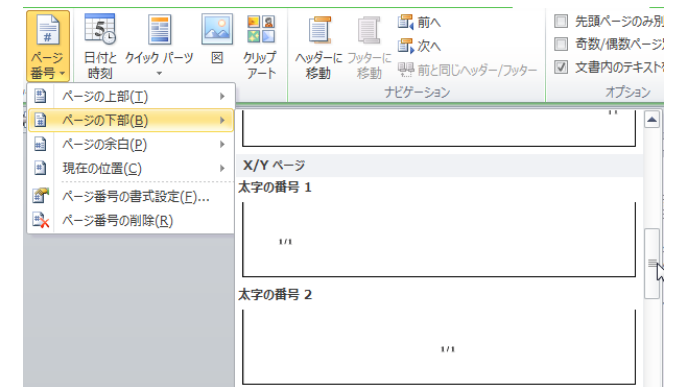 #
ページ
番号
5
日付と
時刻
クイック パーツ
図
クリップ
アート
ヘッダーに
移動
フッターに
移動
前へ
次へ
前と同じヘッダー/フッター
ナビゲーション
先頭ページのみ別
奇数/偶数ページ
文書内のテキスト
オプション
ページの上部(T)
ページの下部(B)
ページの余白(P)
現在の位置(C)
ページ番号の書式設定(F)...
ページ番号の削除(R)
X/Y ページ
太字の番号 1
1/1
太字の番号 2
1/1